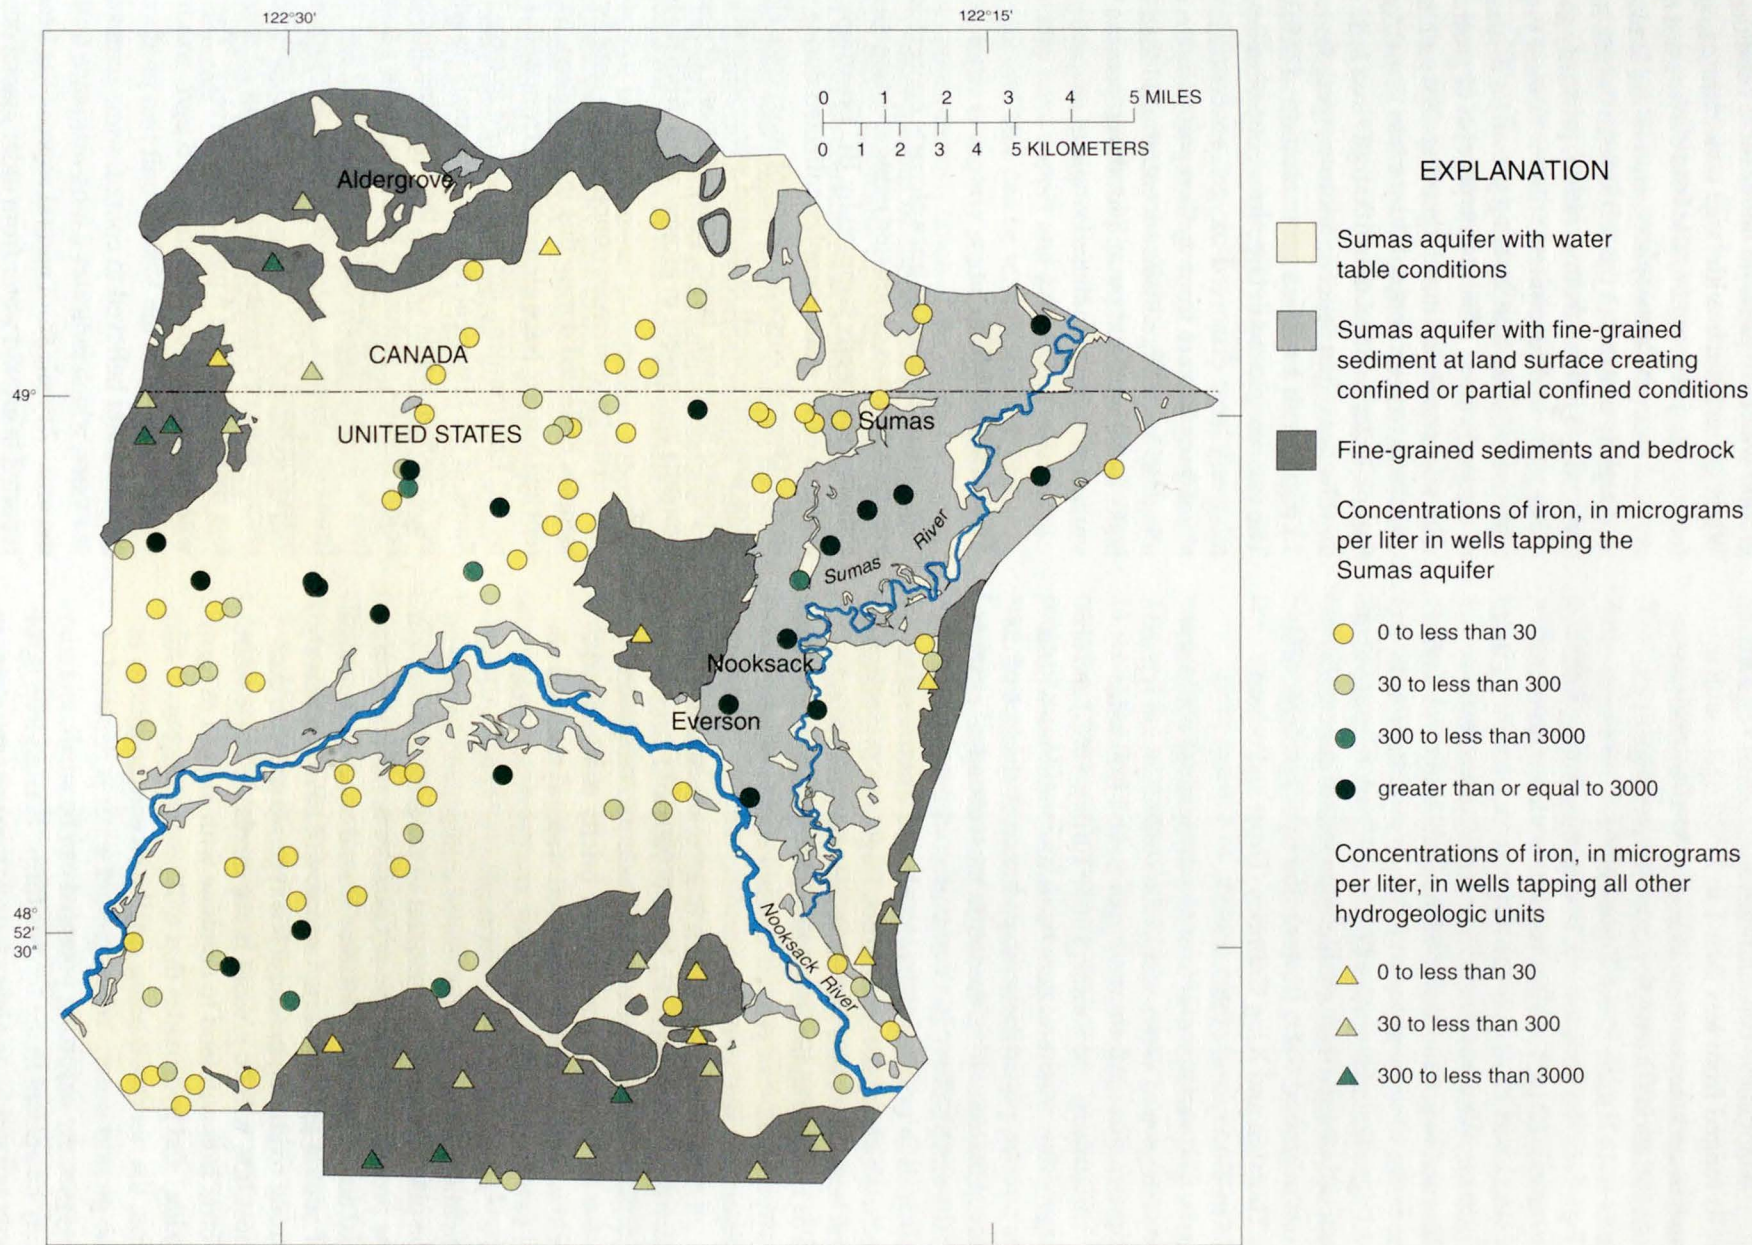 122°30'
122°15'
0 1 2 3 4 5 MILES
0 1 2 3 4 5 KILOMETERS
Aldergrove
CANADA
49°
UNITED STATES
Sumas
Sumas River
Nooksack
Everson
48°
52'
30"
Nooksack River
EXPLANATION
Sumas aquifer with water
table conditions
Sumas aquifer with fine-grained
sediment at land surface creating
confined or partial confined conditions
Fine-grained sediments and bedrock
Concentrations of iron, in micrograms
per liter in wells tapping the
Sumas aquifer
0 to less than 30
30 to less than 300
300 to less than 3000
greater than or equal to 3000
Concentrations of iron, in micrograms
per liter, in wells tapping all other
hydrogeologic units
0 to less than 30
30 to less than 300
300 to less than 3000